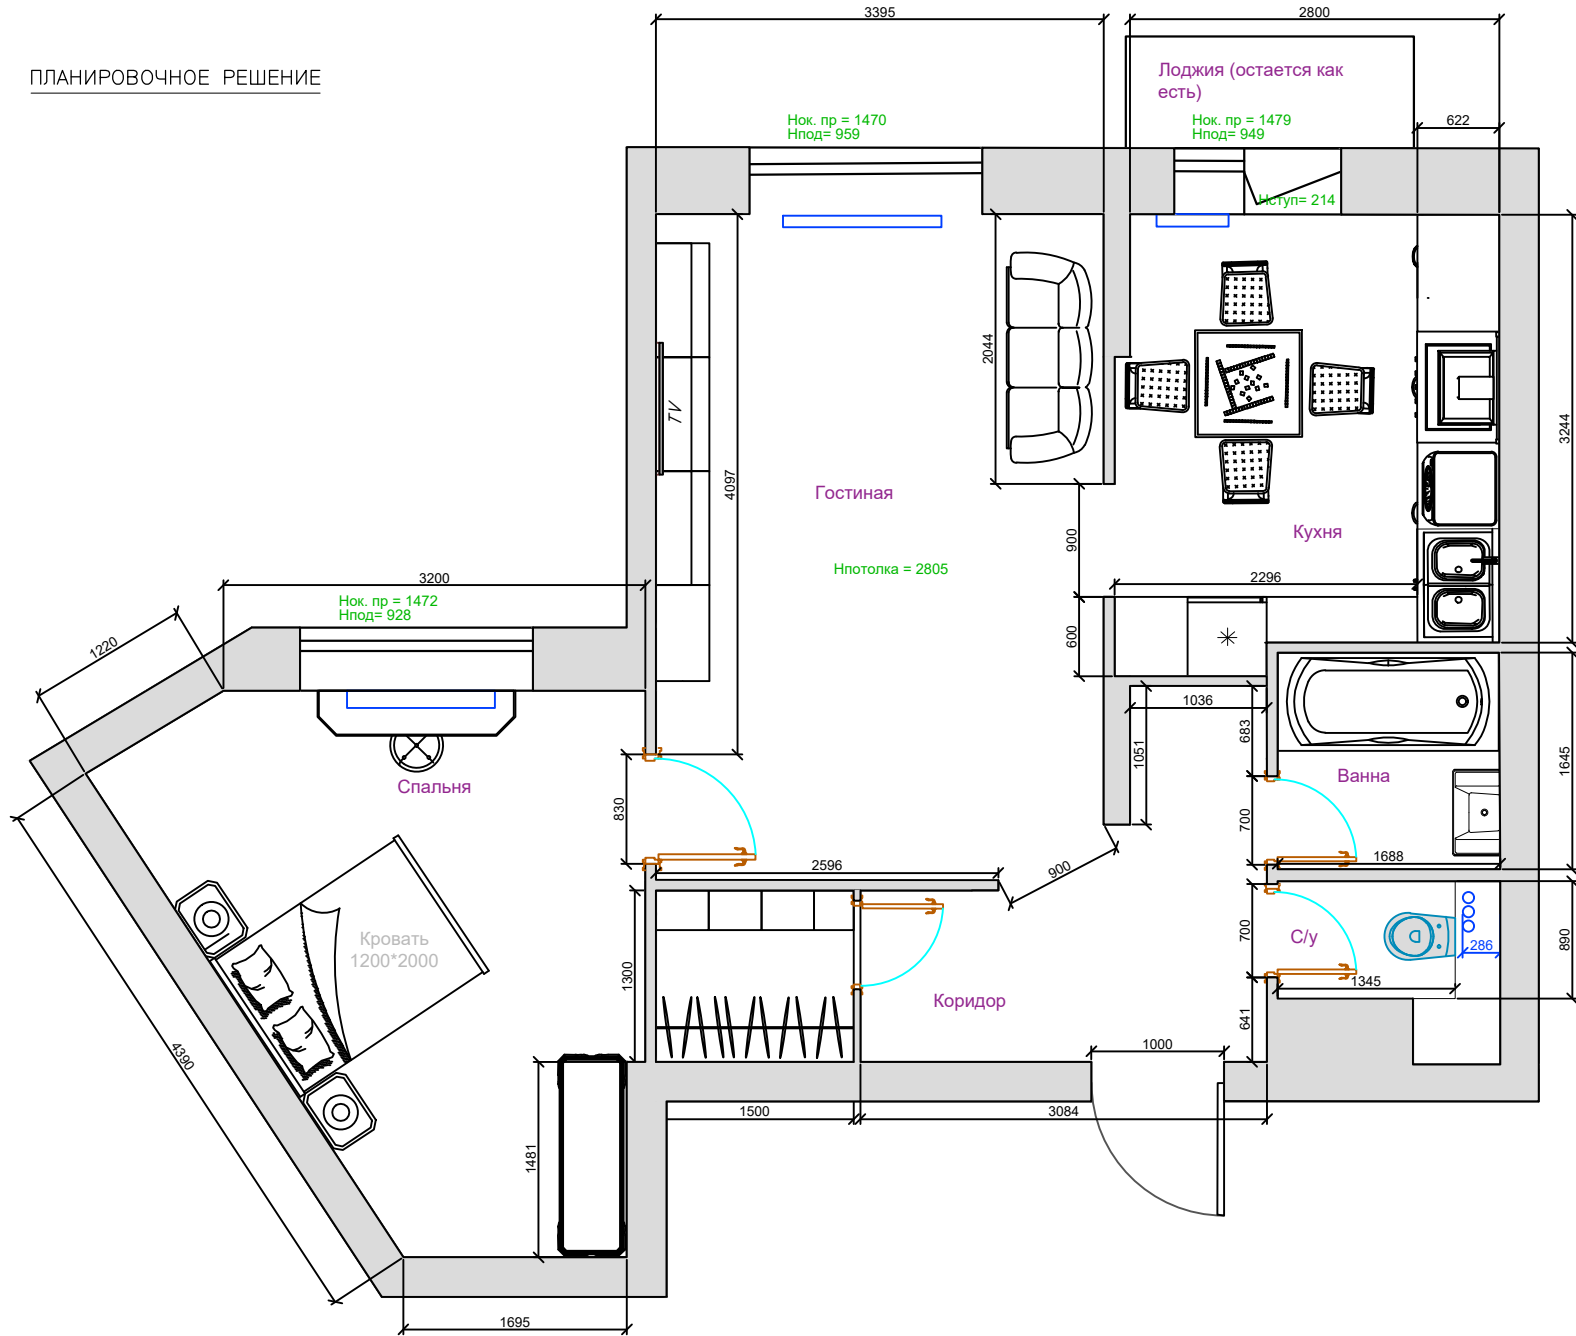 ПЛАНИРОВОЧНОЕ РЕШЕНИЕ
3395
2800
Лоджия (остается как
есть)
Нок. пр = 1470
Нпод= 959
Нок. пр = 1479
Нпод= 949
622
Нступ= 214
2044
3244
TV
4097
Гостиная
900
Кухня
Нпотолка = 2805
2296
3200
Нок. пр = 1472
Нпод= 928
1220
600
1036
683
1051
1645
Ванна
Спальня
830
700
1688
2596
900
Кровать
1200*2000
700
С/у
890
286
1345
1300
Коридор
641
4390
1000
1500
3084
1481
1695